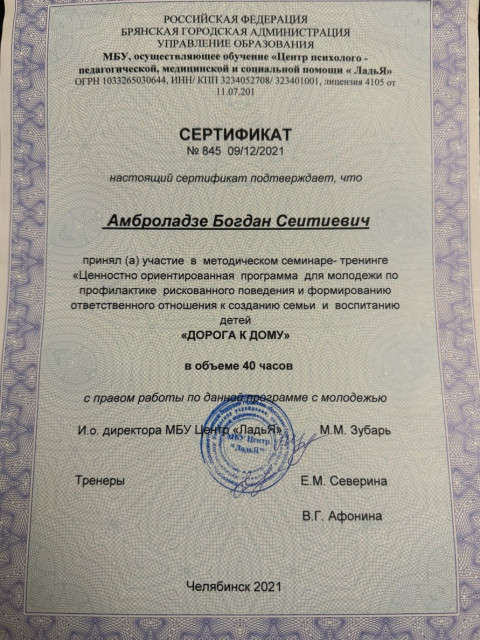 РОССИЙСКАЯ ФЕДЕРАЦИЯ
БРЯНСКАЯ ГОРОДСКАЯ АДМИНИСТРАЦИЯ
УПРАВЛЕНИЕ ОБРАЗОВАНИЯ
МБУ, осуществляющее обучение «Центр психолого -
педагогической, медицинской и социальной помощи « ЛадьЯ»
ОГРН 1033265030644, ИНН/ КПП 3234052708/ 323401001, лицензия 4105 от
11.07.201
СЕРТИФИКАТ
№ 845 09/12/2021
настоящий сертификат подтверждает, что
Амброладзе Богдан Сеитиевич
принял (а) участие в методическом семинаре- тренинге
«Ценностно ориентированная программа для молодежи по
профилактике рискованного поведения и формированию
ответственного отношения к созданию семьи и воспитанию
детей
«ДОРОГА К ДОМУ»
в объеме 40 часов
с правом работы по данной программе с молодежью
И.о. директора МБУ Центр «ЛадьЯ» М.М. Зубарь
МБУ Центр
"ЛадьЯ"
Тренеры Е.М. Северина
В.Г. Афонина
Челябинск 2021